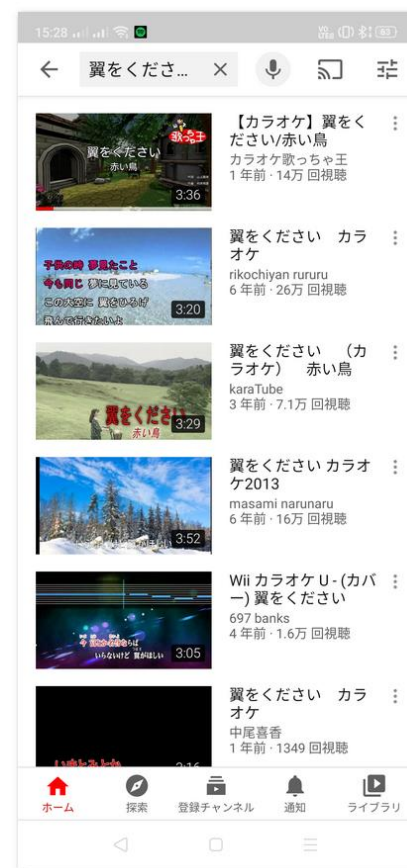 15:28
83
翼をくださ...
【カラオケ】翼をく
ださい/赤い鳥
カラオケ歌っちゃ王
1 年前 · 14万 回視聴
歌っち王
翼をください
赤い鳥
3:36
翼をください カラ
オケ
rikochiyan rururu
6 年前 · 26万 回視聴
子供の時 夢見たこと
今も同じ 夢に見ている
この大空に 翼をひろげ
飛んで行きたいよ
3:20
翼をください （カ
ラオケ） 赤い鳥
karaTube
3 年前 · 7.1万 回視聴
翼をください
赤い鳥
3:29
翼をください カラオ
ケ2013
masami narunaru
6 年前 · 16万 回視聴
3:52
Wii カラオケ U - (カバ
ー) 翼をください
697 banks
4 年前 · 1.6万 回視聴
いらないけど 翼がほしい
3:05
翼をください カラ
オケ
中尾喜香
1 年前 · 1349 回視聴
ホーム
探索
登録チャンネル
通知
ライブラリ